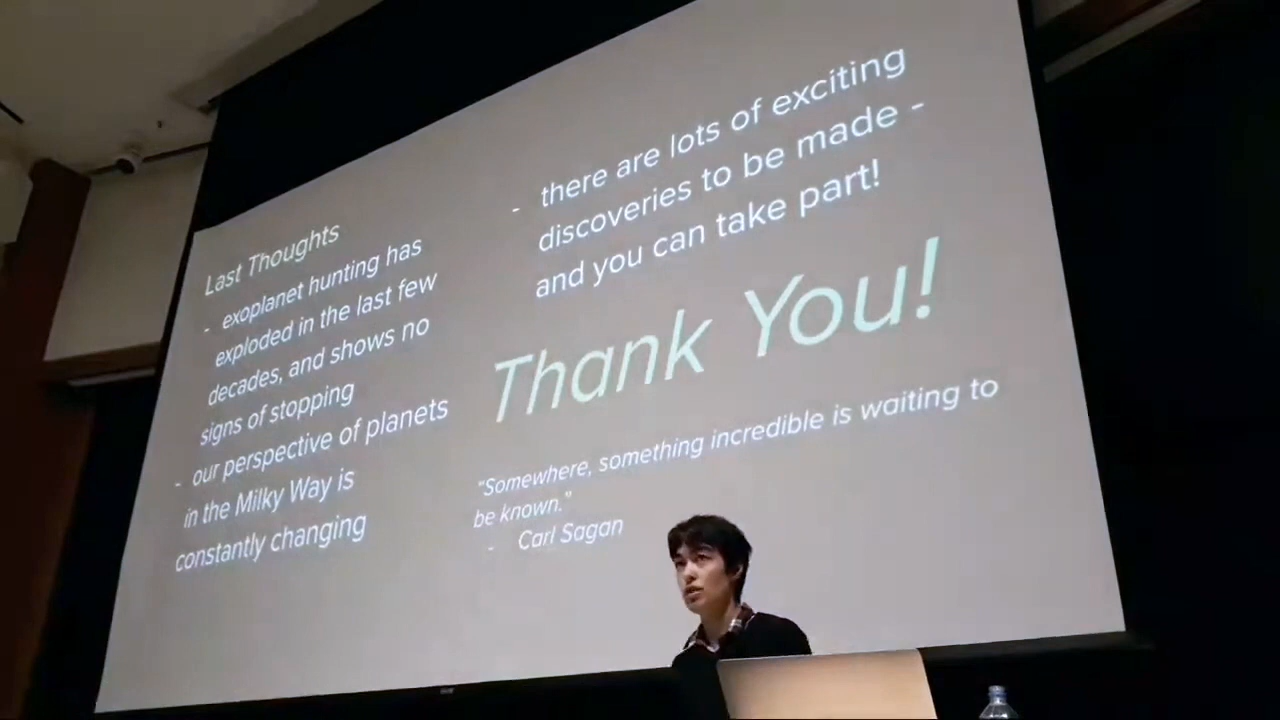 Last Thoughts
- exoplanet hunting has
exploded in the last few
decades, and shows no
signs of stopping
- our perspective of planets
in the Milky Way is
constantly changing
- there are lots of exciting
discoveries to be made -
and you can take part!
Thank You!
"Somewhere, something incredible is waiting to
be known."
- Carl Sagan